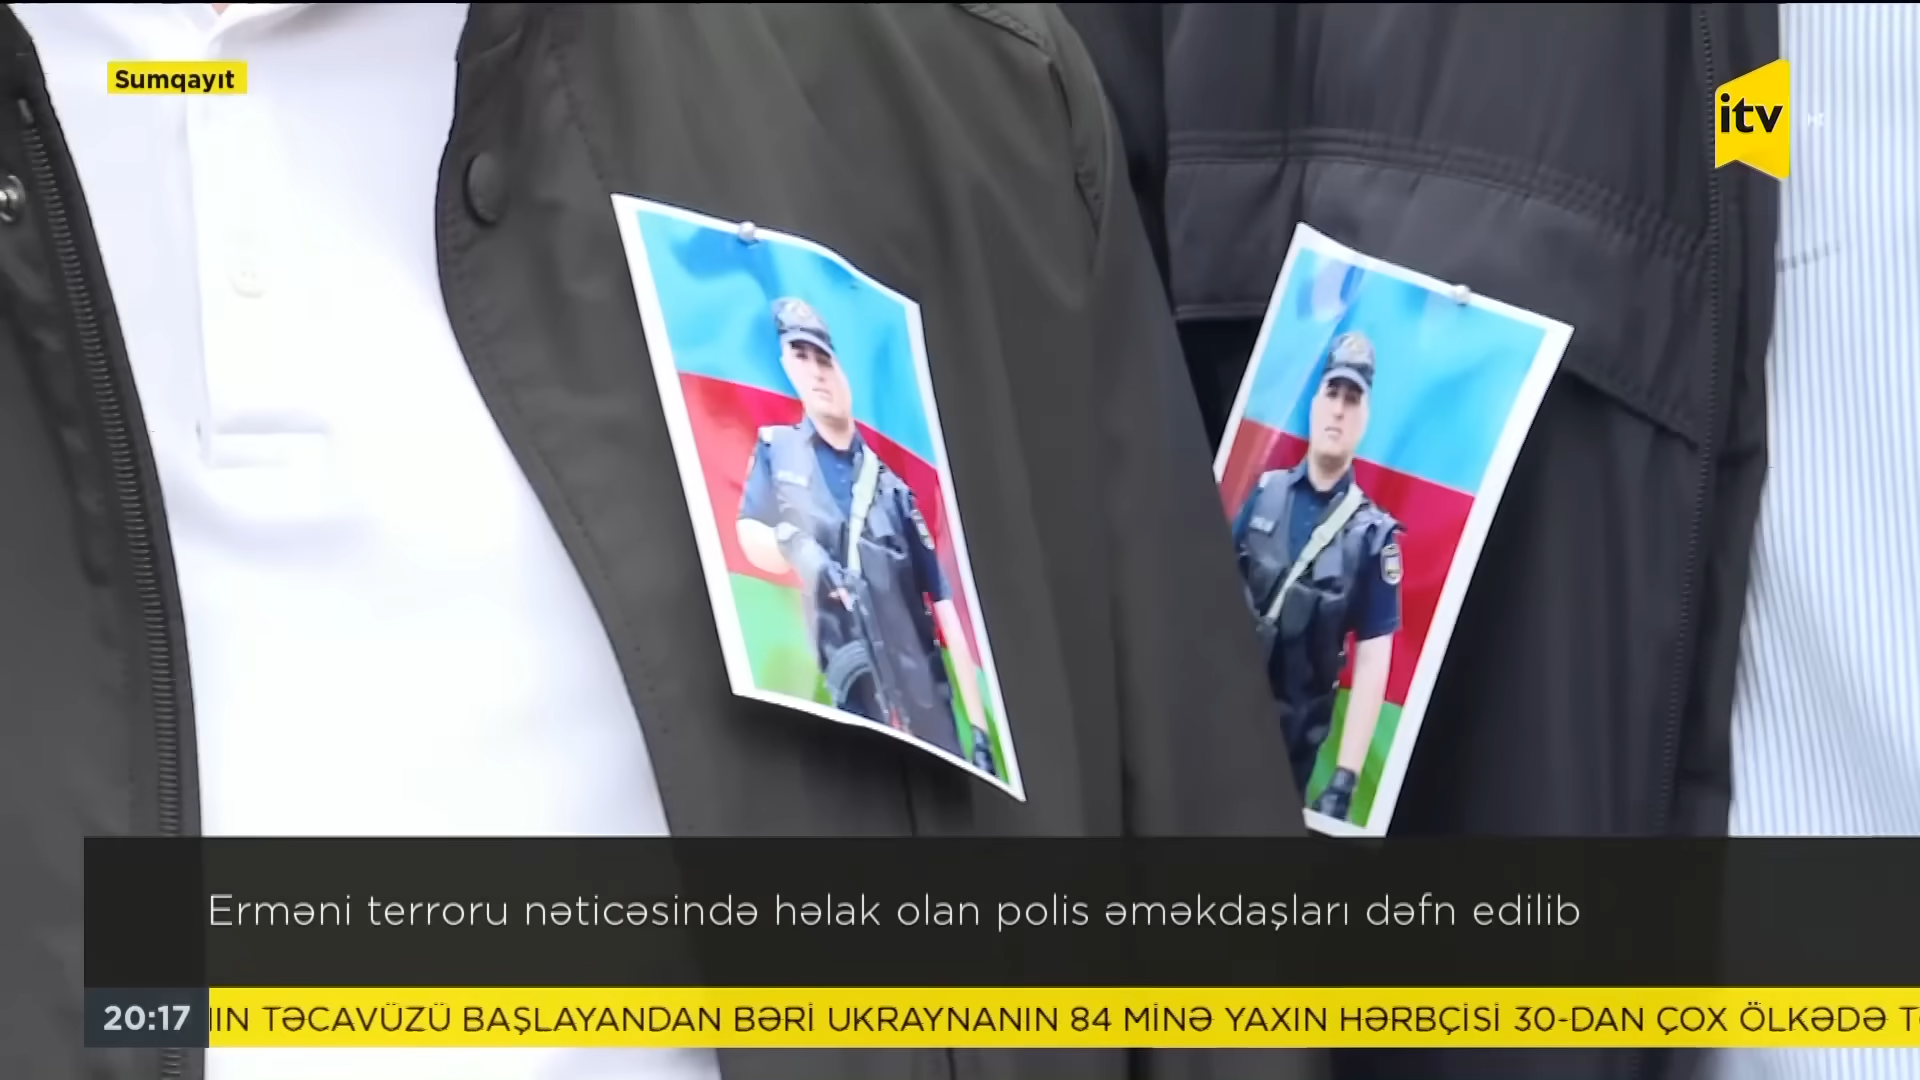 Sumqayıt
itv
Erməni terroru nəticəsində həlak olan polis əməkdaşları dəfn edilib
20:17
IN TƏCAVÜZÜ BAŞLAYANDAN BƏRİ UKRAYNANIN 84 MİNƏ YAXIN HƏRBÇİSİ 30-DAN ÇOX ÖLKƏDƏ